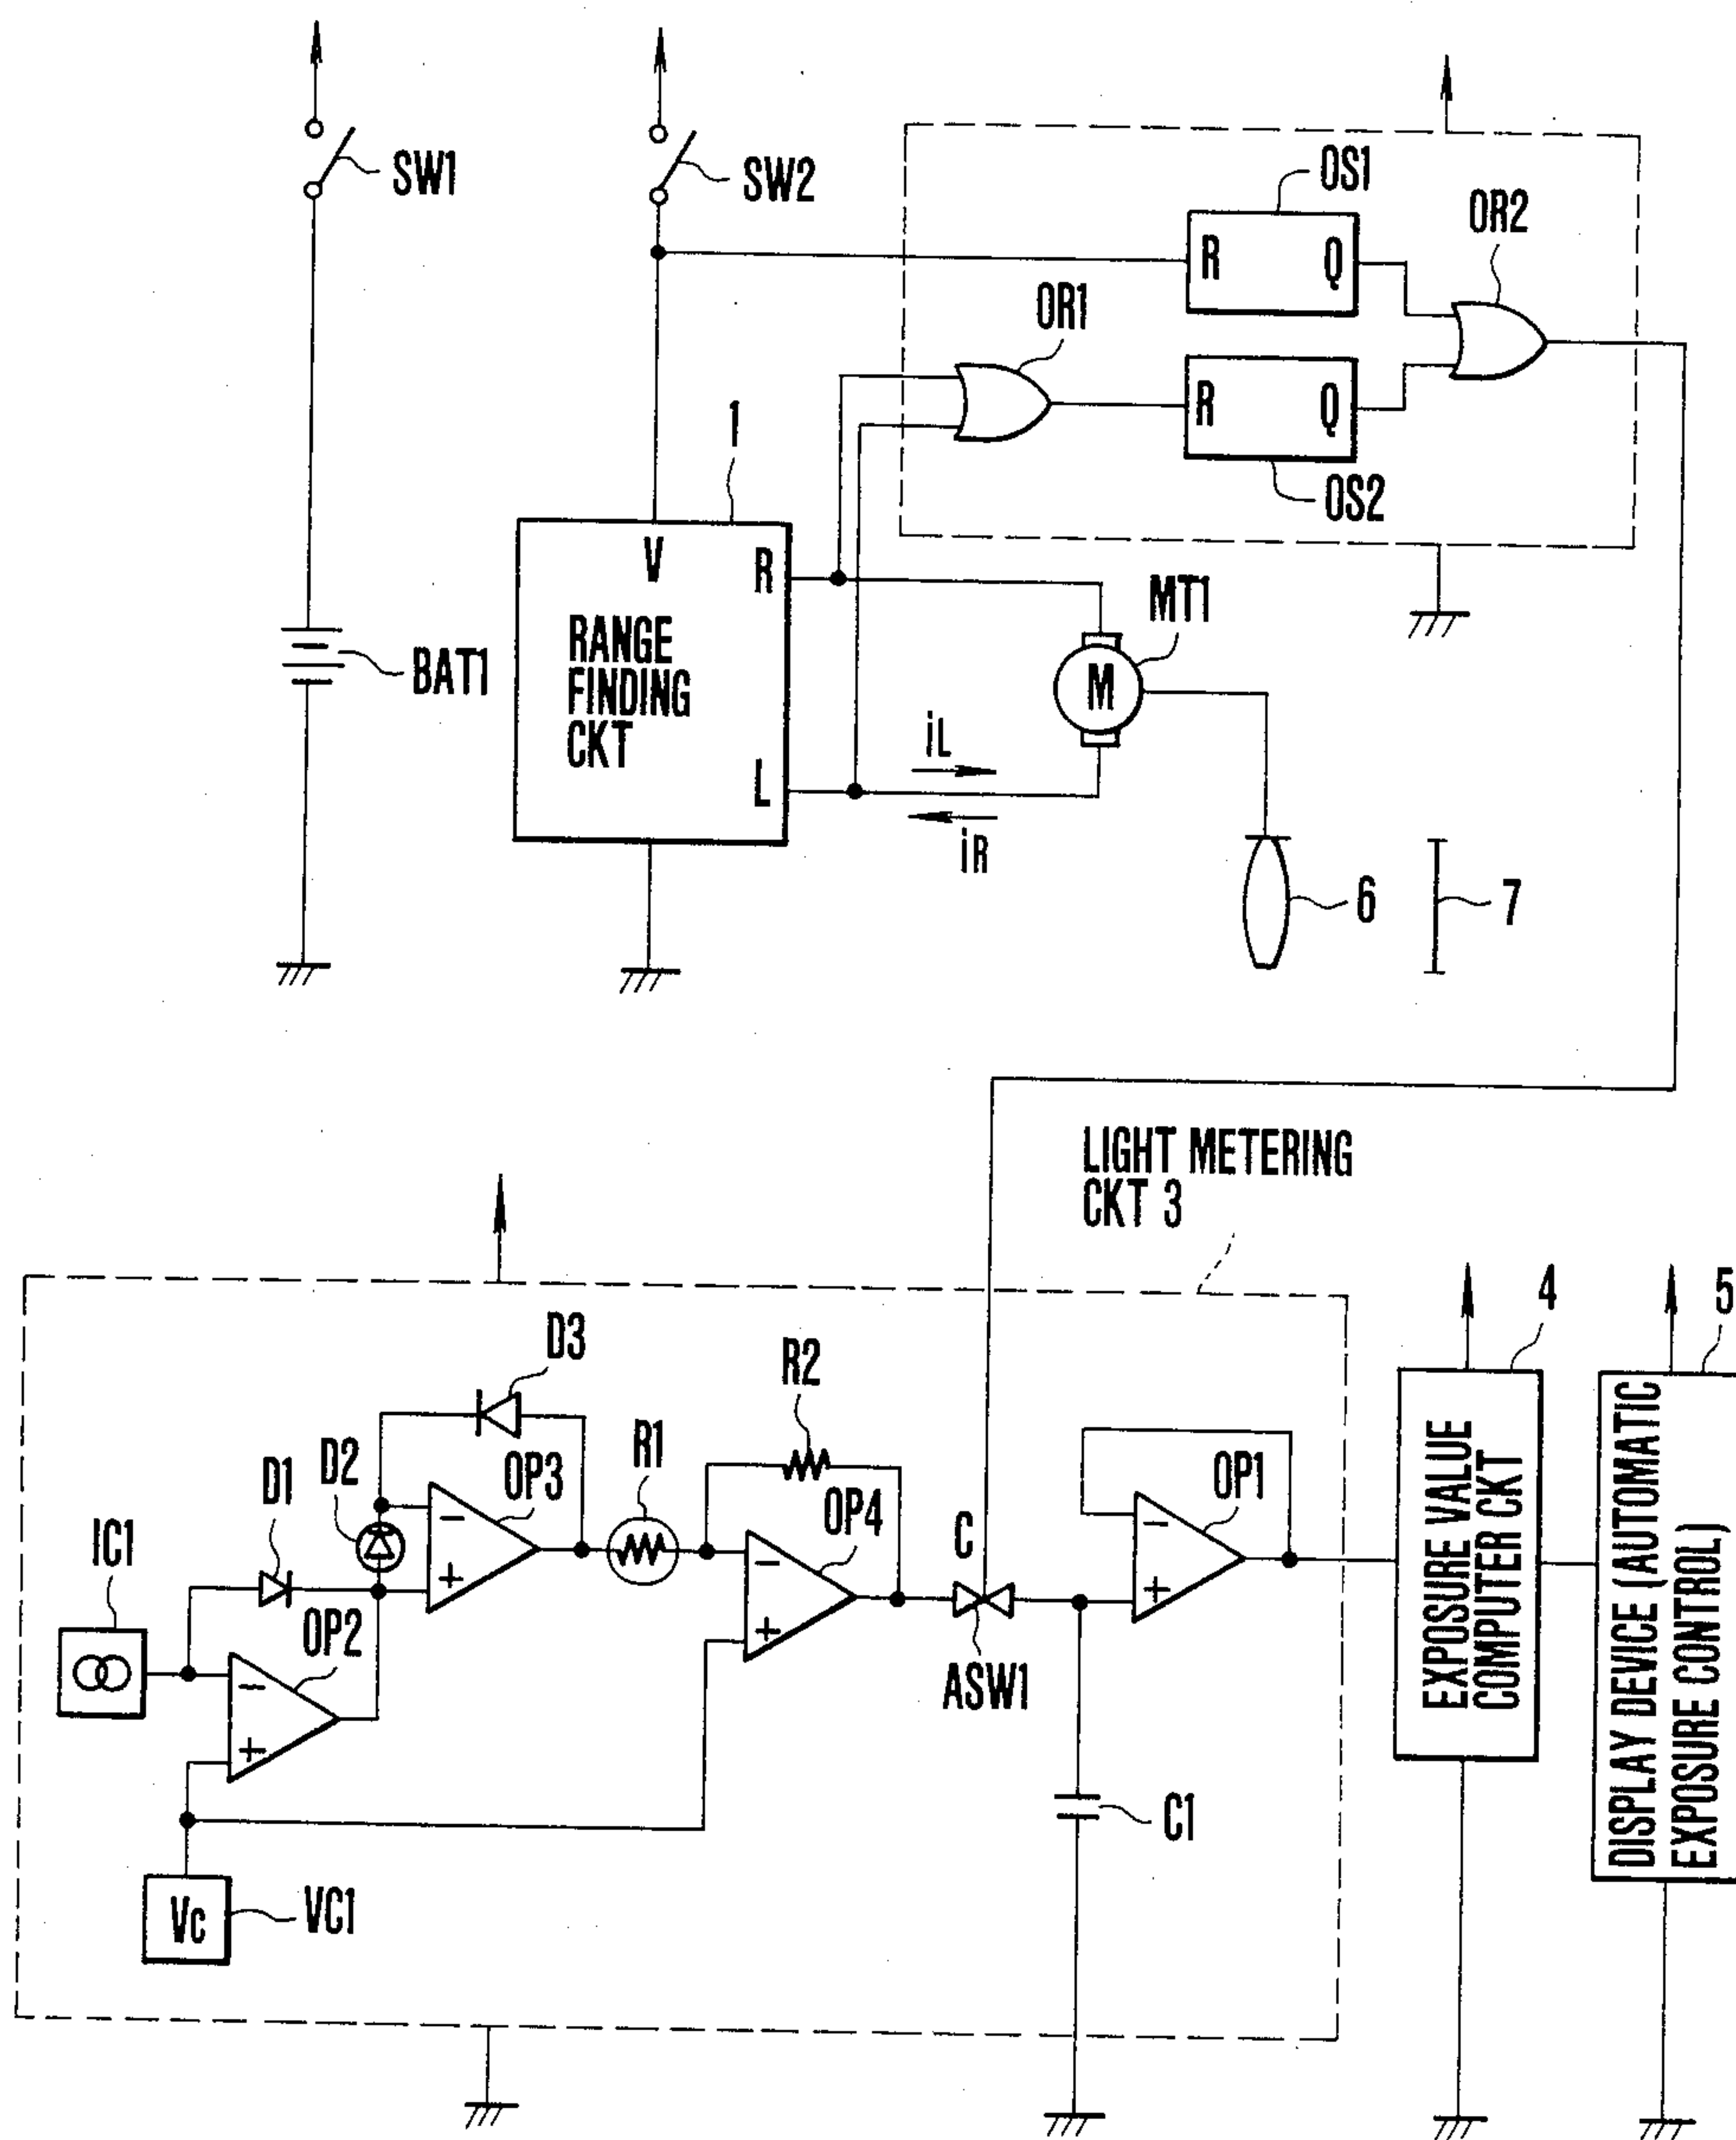 SW1
SW2
OS1
R Q
OR2
OR1
R Q
OS2
1
V
R
RANGE
FINDING
CKT
L
BAT1
MT1
M
iL
iR
6
7
LIGHT METERING
CKT 3
4
5
D3
R2
D2
OP3
R1
D1
OP4
OP1
IC1
OP2
-
+
-
+
-
+
-
+
C
ASW1
C1
Vc
VC1
EXPOSURE VALUE
COMPUTER CKT
DISPLAY DEVICE (AUTOMATIC
EXPOSURE CONTROL)